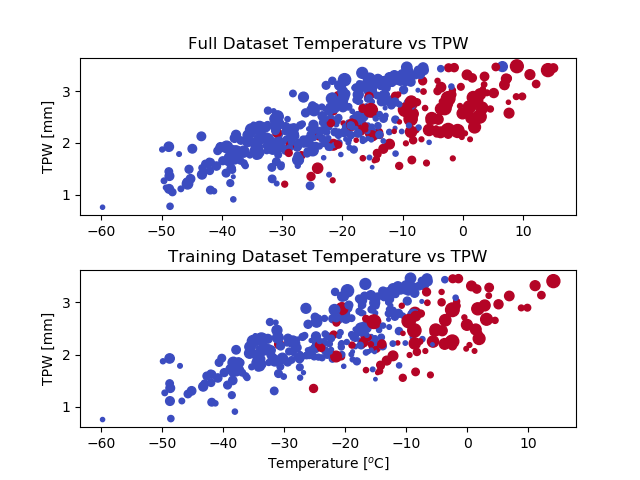 Full Dataset Temperature vs TPW
TPW [mm]
3
2
1
−60 −50 −40 −30 −20 −10 0 10
Training Dataset Temperature vs TPW
TPW [mm]
3
2
1
−60 −50 −40 −30 −20 −10 0 10
Temperature [°C]